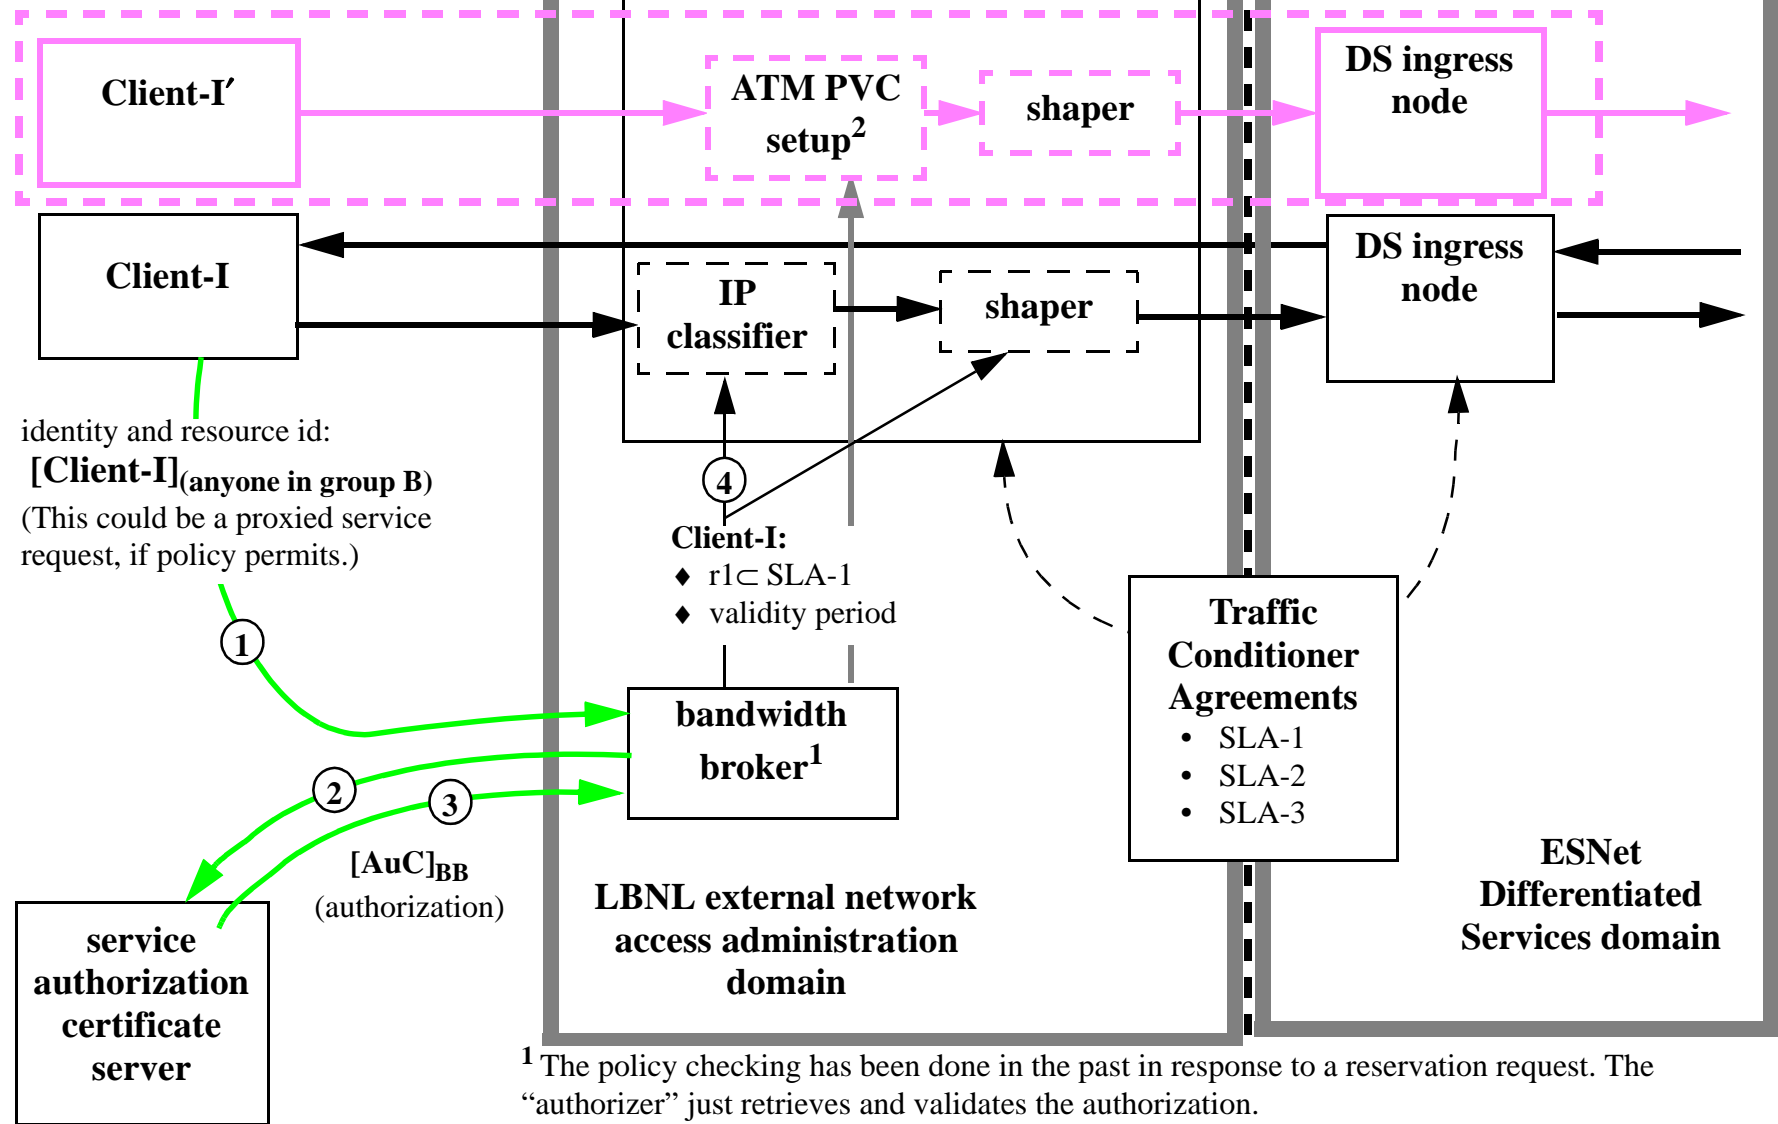 Client-I′
ATM PVC
setup2
shaper
DS ingress
node
Client-I
IP
classifier
shaper
DS ingress
node
identity and resource id:
[Client-I](anyone in group B)
(This could be a proxied service
request, if policy permits.)
4
Client-I:
♦ r1⊂ SLA-1
♦ validity period
1
Traffic
Conditioner
Agreements
• SLA-1
• SLA-2
• SLA-3
bandwidth
broker1
2
3
[AuC]BB
(authorization)
LBNL external network
access administration
domain
ESNet
Differentiated
Services domain
service
authorization
certificate
server
1 The policy checking has been done in the past in response to a reservation request. The
“authorizer” just retrieves and validates the authorization.